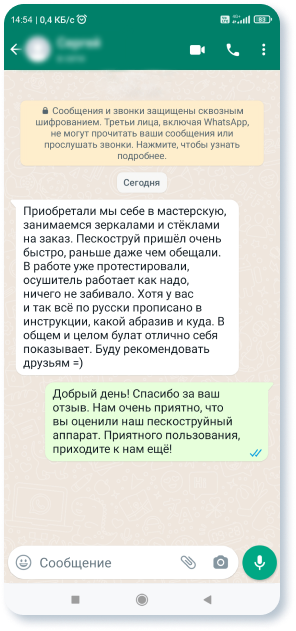 14:54 | 0,4 КБ/с
83
Сообщения и звонки защищены сквозным
шифрованием. Третьи лица, включая WhatsApp,
не могут прочитать ваши сообщения или
прослушать звонки. Нажмите, чтобы узнать
подробнее.
Сегодня
Приобретали мы себе в мастерскую,
занимаемся зеркалами и стёклами
на заказ. Пескоструй пришёл очень
быстро, раньше даже чем обещали.
В работе уже протестировали,
осушитель работает как надо,
ничего не забивало. Хотя у вас
и так всё по русски прописано в
инструкции, какой абразив и куда. В
общем и целом булат отлично себя
показывает. Буду рекомендовать
друзьям =)
Добрый день! Спасибо за ваш
отзыв. Нам очень приятно, что
вы оценили наш пескоструйный
аппарат. Приятного пользования,
приходите к нам ещё!
Сообщение